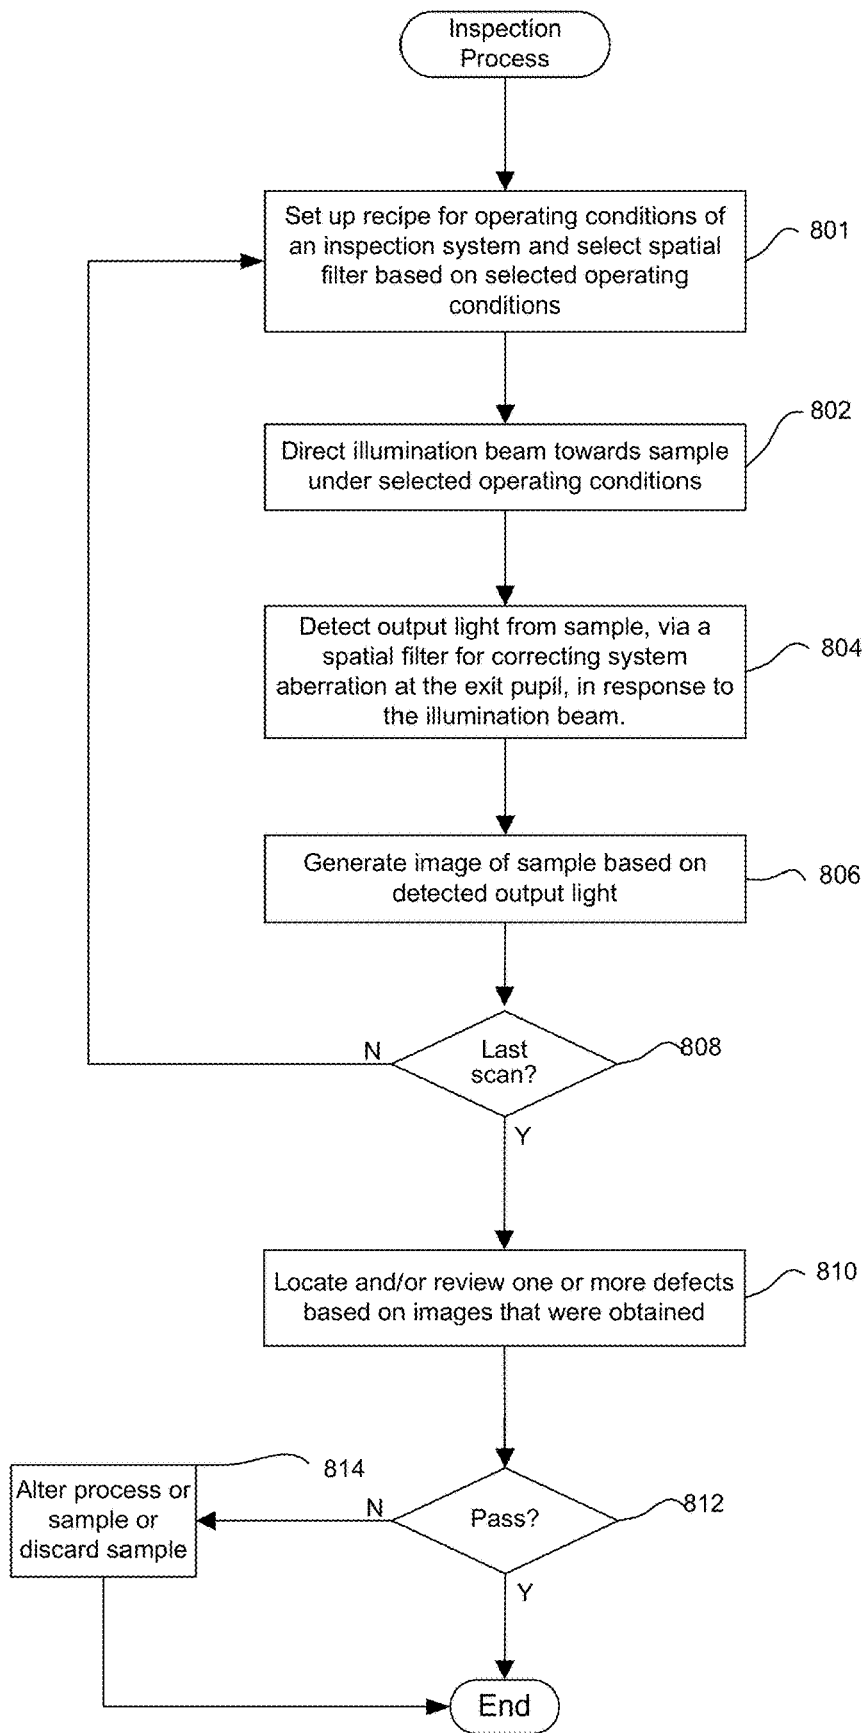 Inspection
Process
Set up recipe for operating conditions of
an inspection system and select spatial
filter based on selected operating
conditions
801
Direct illumination beam towards sample
under selected operating conditions
802
Detect output light from sample, via a
spatial filter for correcting system
aberration at the exit pupil, in response to
the illumination beam.
804
Generate image of sample based on
detected output light
806
Last
scan?
808
N
Y
Locate and/or review one or more defects
based on images that were obtained
810
Pass?
812
N
Y
Alter process or
sample or
discard sample
814
End